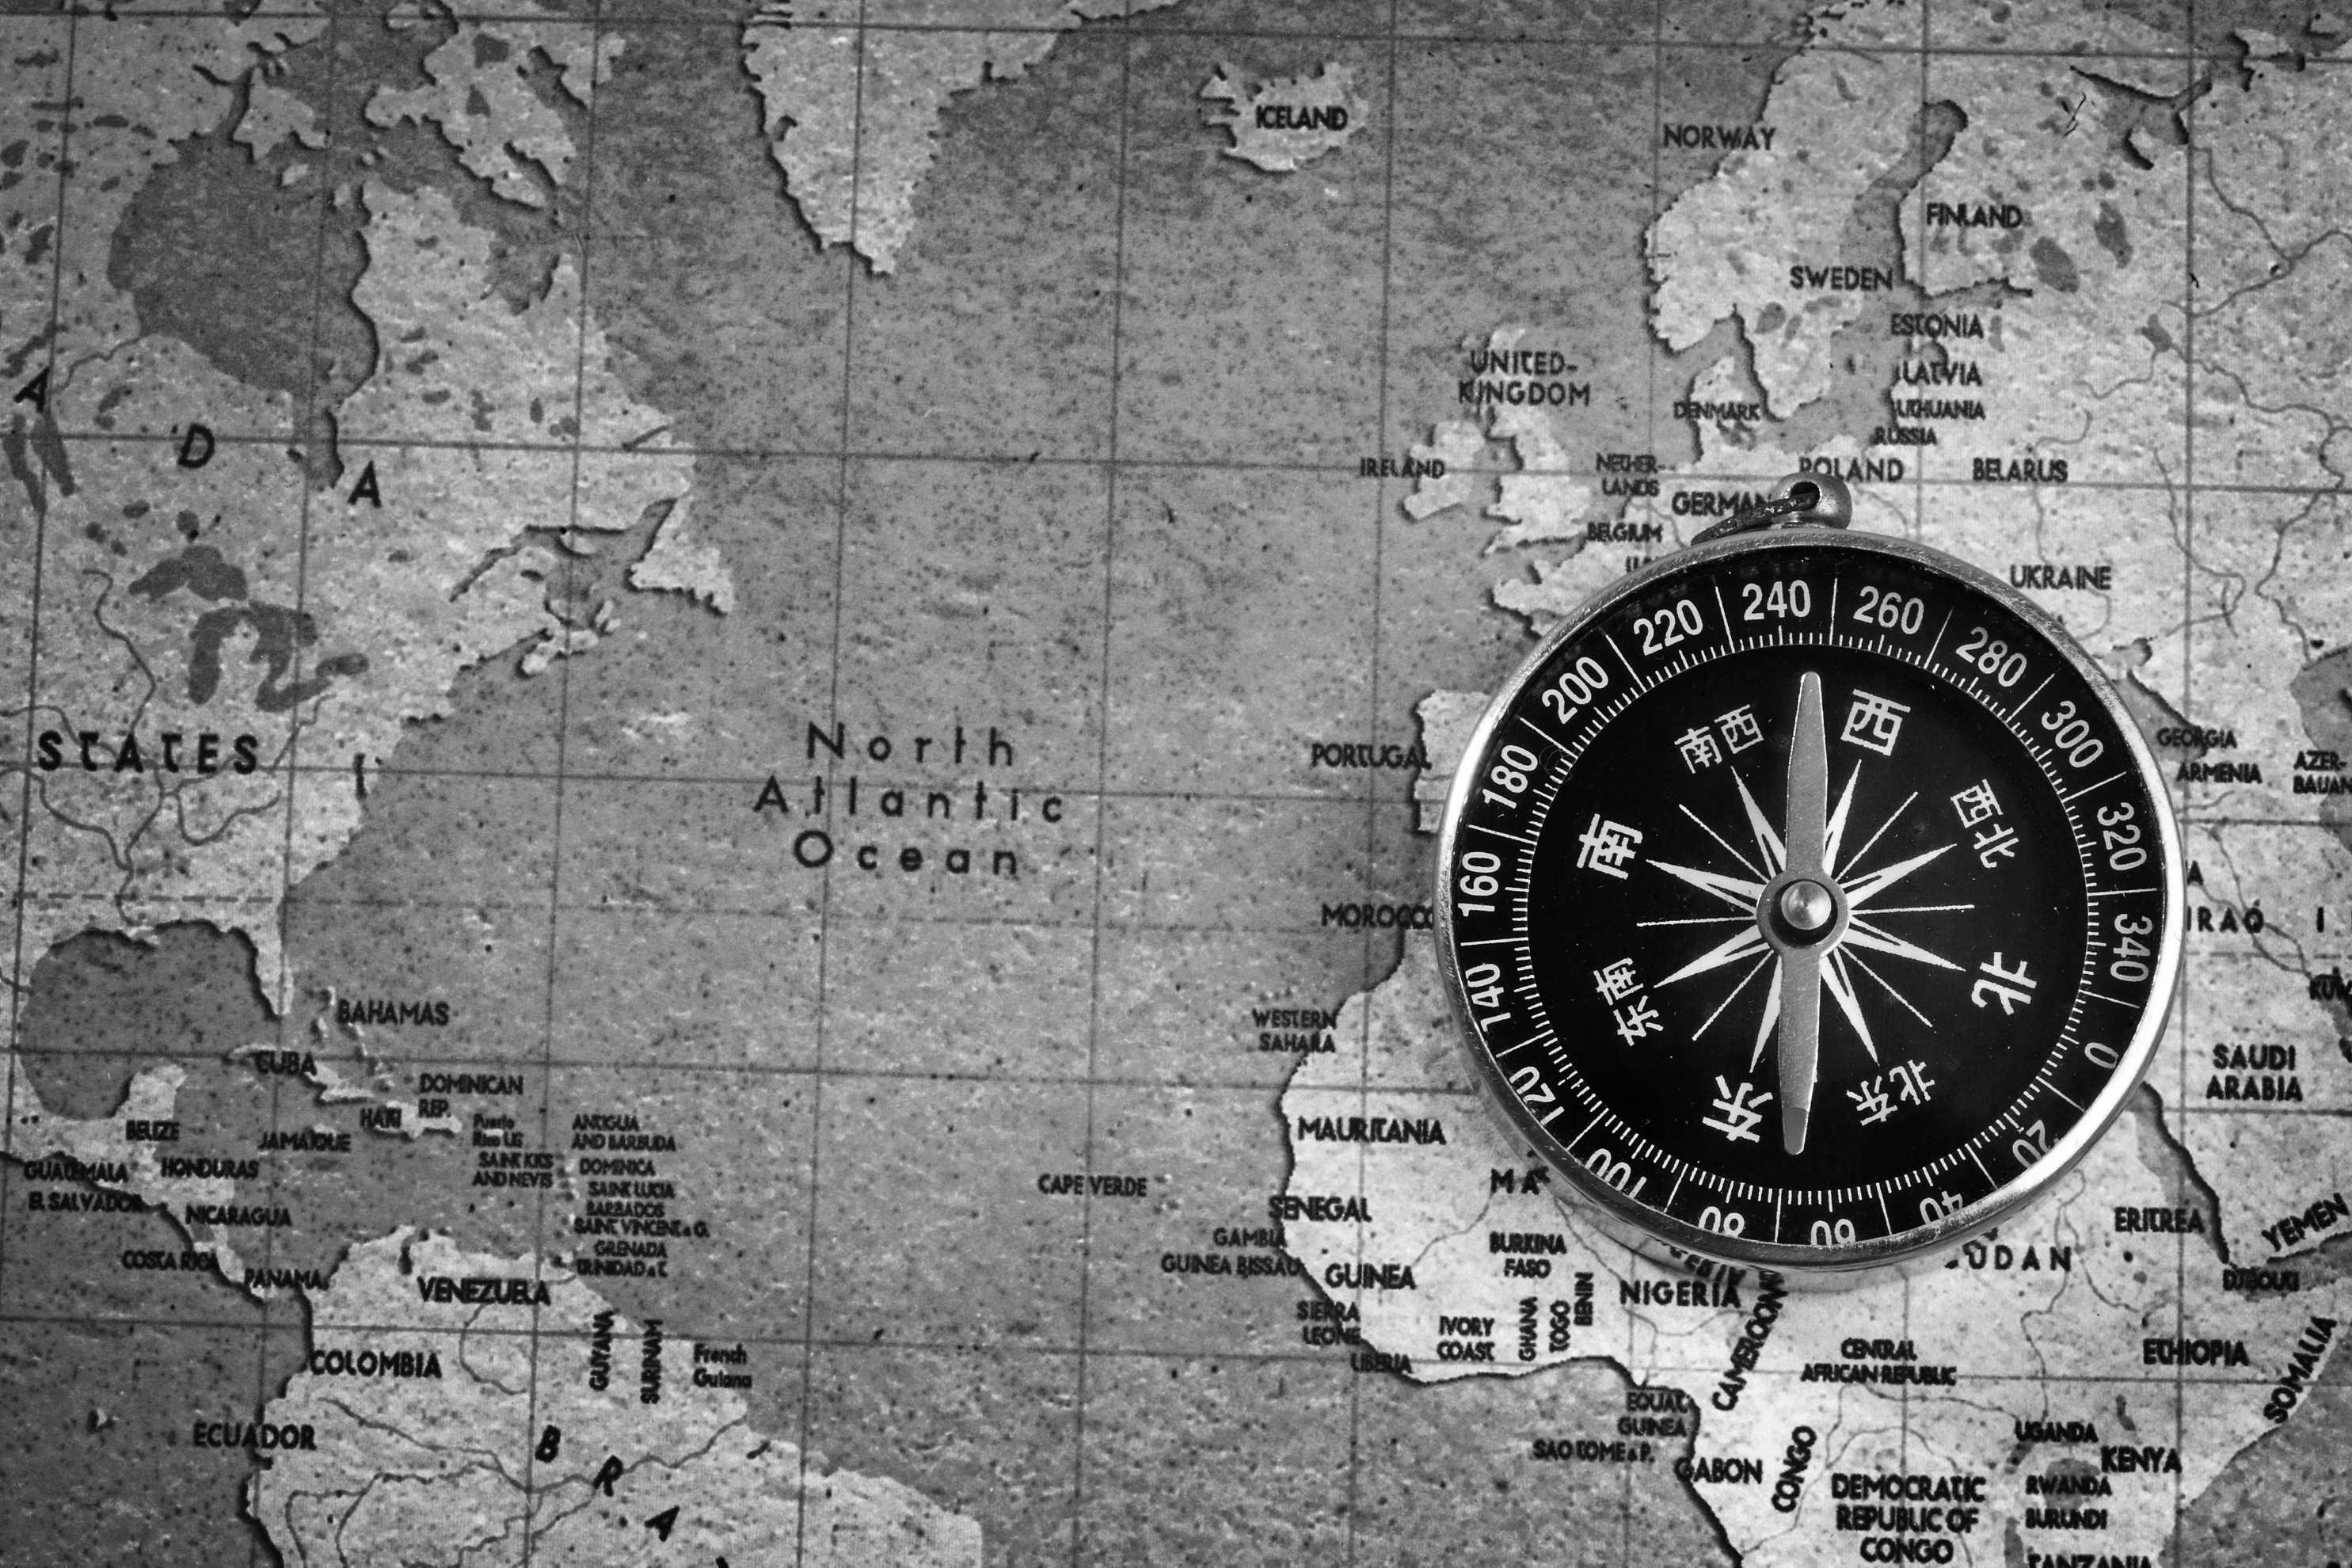 ICELAND
NORWAY
FINLAND
SWEDEN
ESTONIA
LATVIA
LITHUANIA
RUSSIA
DENMARK
UNITED-
KINGDOM
IRELAND
NETHER-
LANDS
POLAND
BELARUS
GERMAN
BELGIUM
UKRAINE
A
D
A
STATES
North
Atlantic
Ocean
PORTUGAL
MOROCCO
GEORGIA
ARMENIA
AZER-
BAIJAN
240
260
280
300
320
340
0
20
40
60
80
100
120
140
160
180
200
220
西
西北
北
北东
东
东南
南
南西
A
IRAQ
I
SAUDI
ARABIA
WESTERN
SAHARA
BAHAMAS
CUBA
DOMINICAN
REP.
HAITI
Puerto
Rico
ANTIGUA
AND BARBUDA
SAINT KITS
AND NEVIS
DOMINICA
SAINT LUCIA
BARBADOS
SAINT VINCENT & G.
GRENADA
TRINIDAD & T.
BELIZE
JAMAIQUE
GUATEMALA
HONDURAS
EL SALVADOR
NICARAGUA
COSTA RICA
PANAMA
CAPE VERDE
MAURITANIA
MA
SENEGAL
GAMBIA
GUINEA BISSAU
GUINEA
SIERRA
LEONE
LIBERIA
IVORY
COAST
BURKINA
FASO
GHANA
TOGO
BENIN
NIGERIA
CAMEROON
UDAN
ERITREA
YEMEN
DJIBOUTI
ETHIOPIA
SOMALIA
CENTRAL
AFRICAN REPUBLIC
VENEZUELA
COLOMBIA
GUYANA
SURINAM
French
Guiana
ECUADOR
B
R
A
EQUAT.
GUINEA
SAO TOME & P.
GABON
CONGO
DEMOCRATIC
REPUBLIC OF
CONGO
UGANDA
KENYA
RWANDA
BURUNDI
TANZANIA